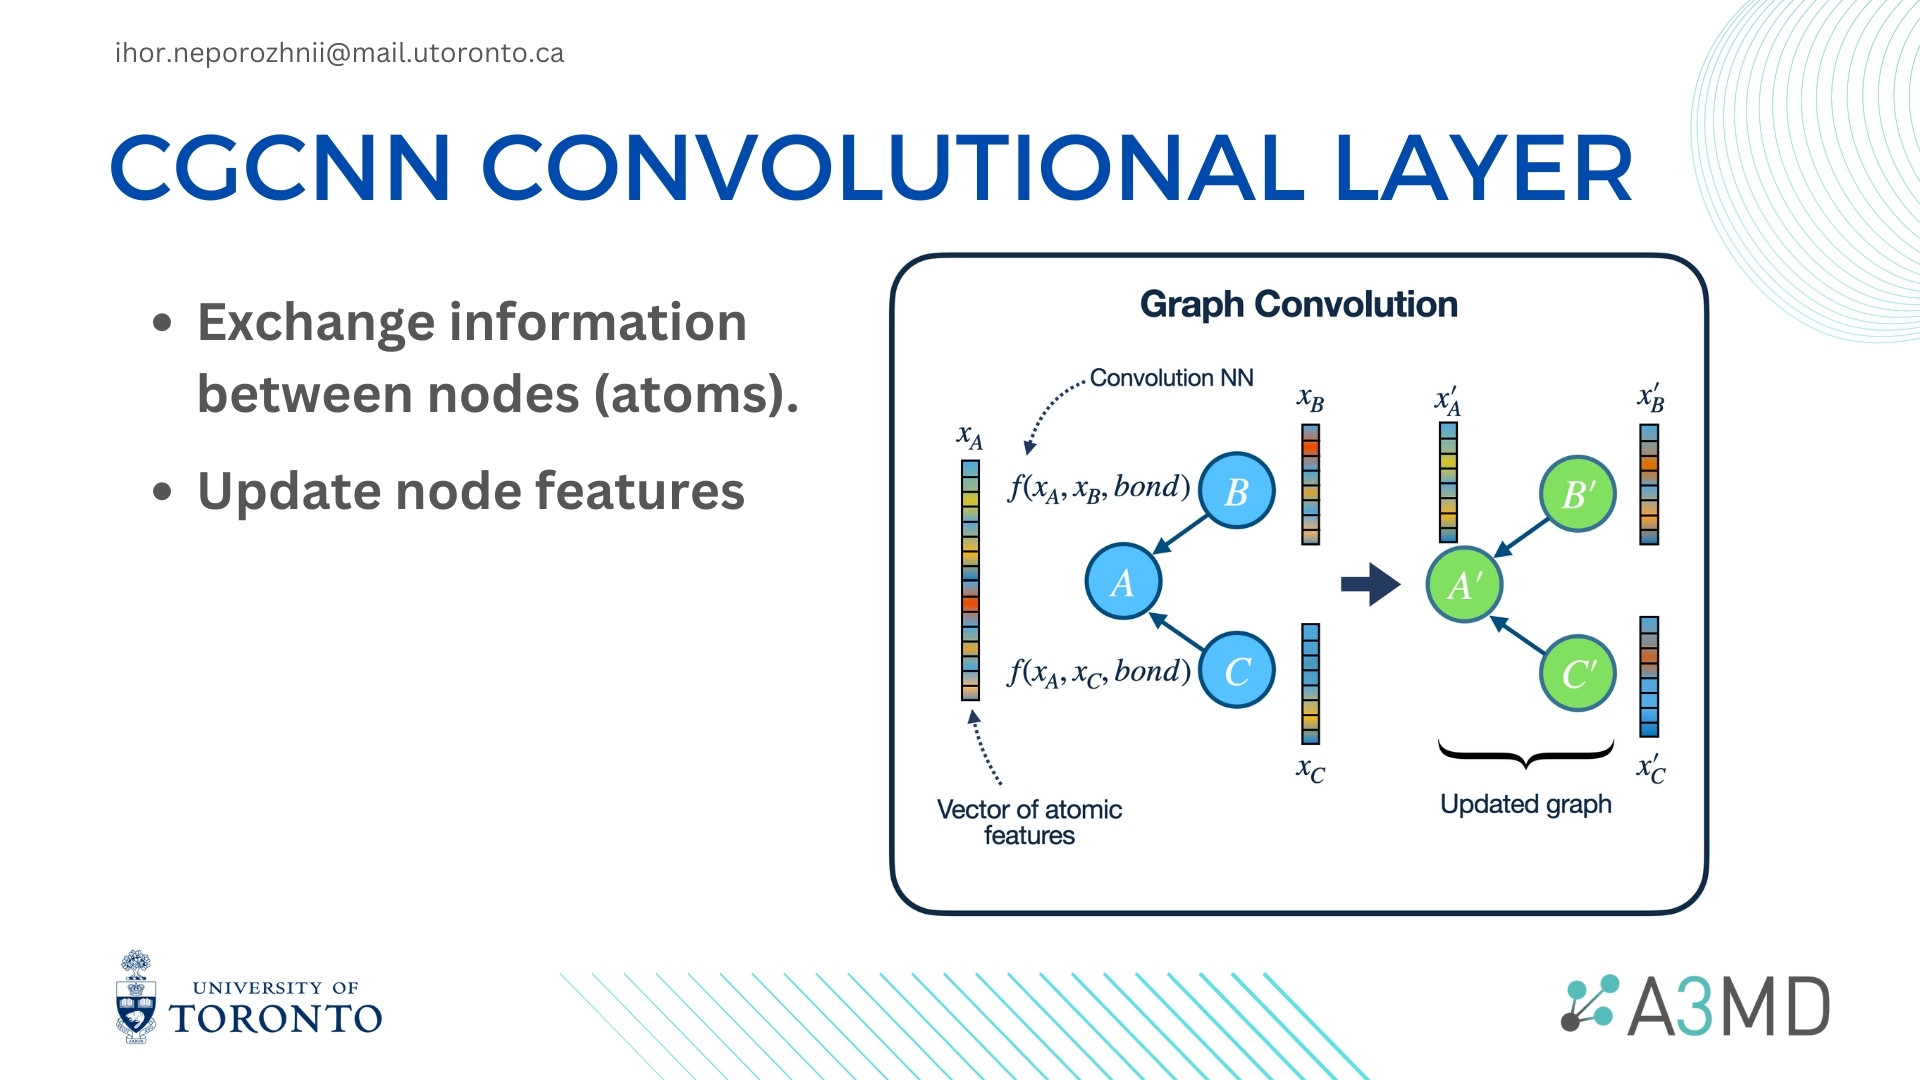 ihor.neporozhnii@mail.utoronto.ca
CGCNN CONVOLUTIONAL LAYER
• Exchange information
between nodes (atoms).
• Update node features
Graph Convolution
Convolution NN
x_A
f(x_A, x_B, bond)
B
x_B
A
f(x_A, x_C, bond)
C
x_C
Vector of atomic
features
x′_A
x′_B
B′
A′
C′
x′_C
Updated graph
UNIVERSITY OF
TORONTO
A3MD